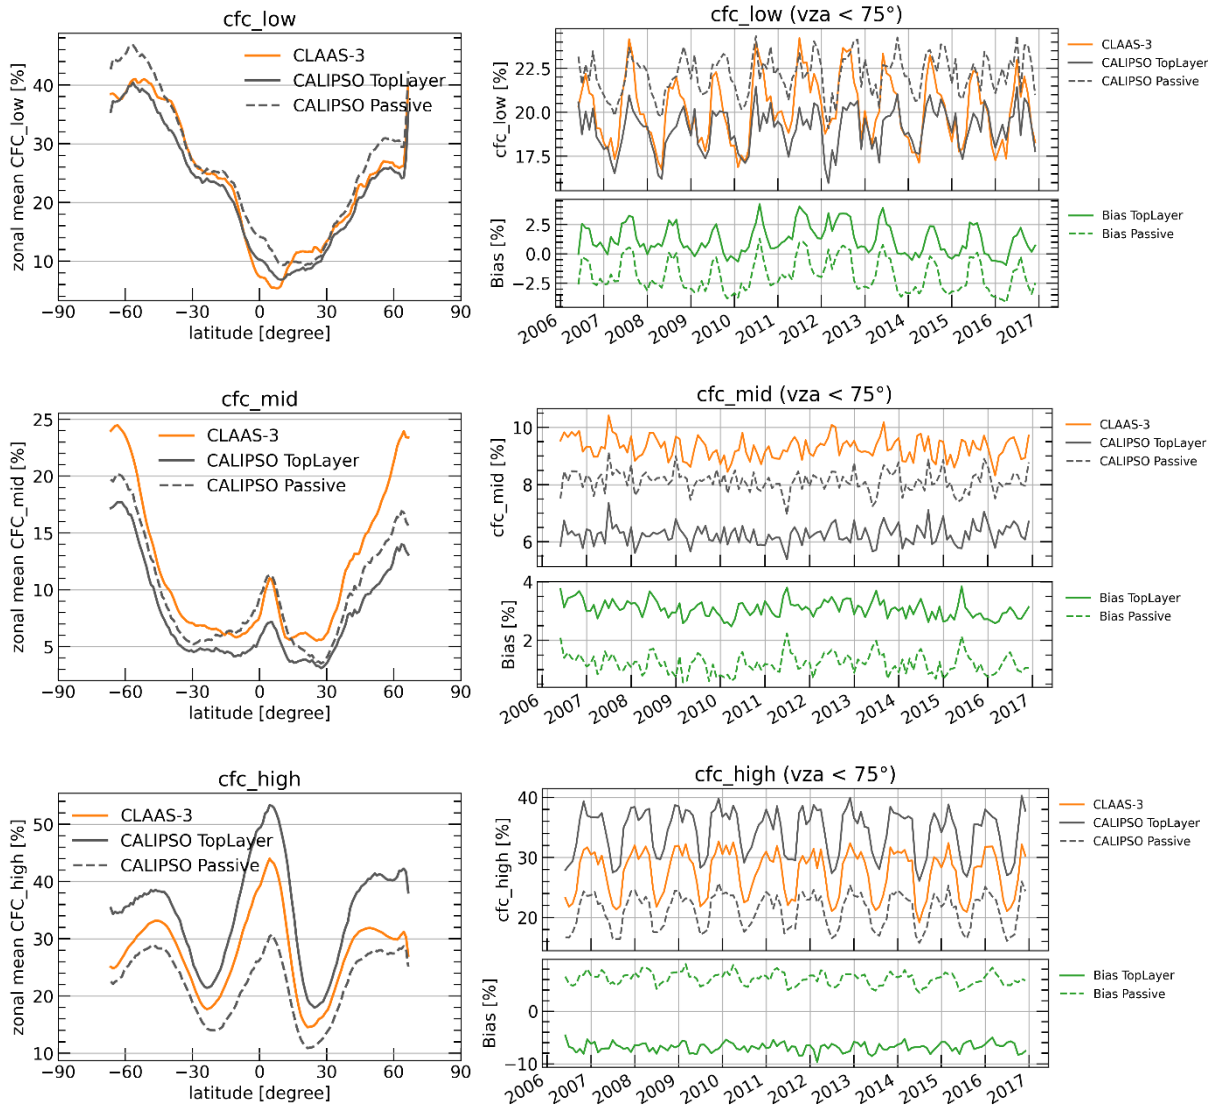 cfc_low
zonal mean CFC_low [%]
40
30
20
10
CLAAS-3
CALIPSO TopLayer
CALIPSO Passive
−90 −60 −30 0 30 60 90
latitude [degree]
cfc_low (vza < 75°)
cfc_low [%]
22.5
20.0
17.5
CLAAS-3
CALIPSO TopLayer
CALIPSO Passive
Bias [%]
2.5
0.0
−2.5
Bias TopLayer
Bias Passive
2006 2007 2008 2009 2010 2011 2012 2013 2014 2015 2016 2017
cfc_mid
zonal mean CFC_mid [%]
25
20
15
10
5
CLAAS-3
CALIPSO TopLayer
CALIPSO Passive
−90 −60 −30 0 30 60 90
latitude [degree]
cfc_mid (vza < 75°)
cfc_mid [%]
10
8
6
CLAAS-3
CALIPSO TopLayer
CALIPSO Passive
Bias [%]
4
2
Bias TopLayer
Bias Passive
2006 2007 2008 2009 2010 2011 2012 2013 2014 2015 2016 2017
cfc_high
zonal mean CFC_high [%]
50
40
30
20
10
CLAAS-3
CALIPSO TopLayer
CALIPSO Passive
−90 −60 −30 0 30 60 90
latitude [degree]
cfc_high (vza < 75°)
cfc_high [%]
40
30
20
CLAAS-3
CALIPSO TopLayer
CALIPSO Passive
Bias [%]
0
−10
Bias TopLayer
Bias Passive
2006 2007 2008 2009 2010 2011 2012 2013 2014 2015 2016 2017